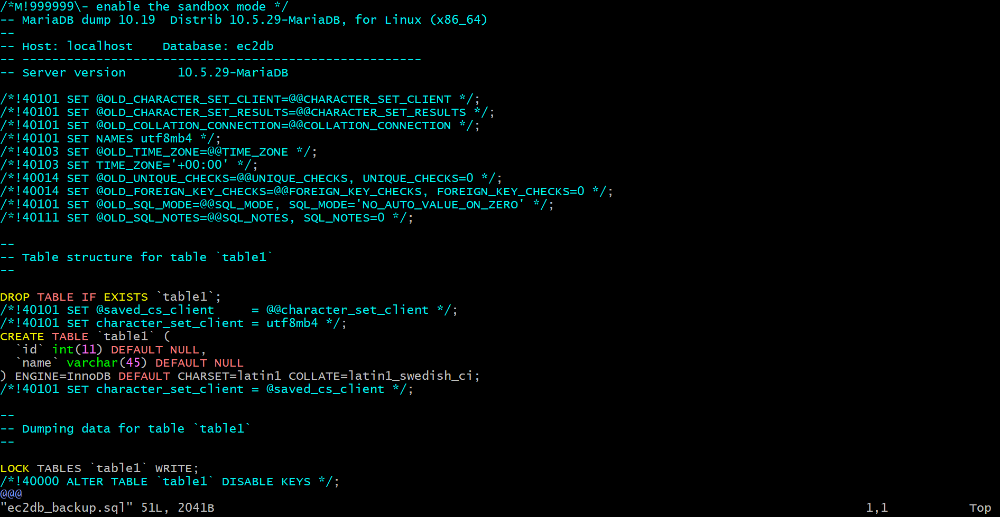 /*M!999999\- enable the sandbox mode */
-- MariaDB dump 10.19  Distrib 10.5.29-MariaDB, for Linux (x86_64)
--
-- Host: localhost    Database: ec2db
-- ------------------------------------------------------
-- Server version       10.5.29-MariaDB

/*!40101 SET @OLD_CHARACTER_SET_CLIENT=@@CHARACTER_SET_CLIENT */;
/*!40101 SET @OLD_CHARACTER_SET_RESULTS=@@CHARACTER_SET_RESULTS */;
/*!40101 SET @OLD_COLLATION_CONNECTION=@@COLLATION_CONNECTION */;
/*!40101 SET NAMES utf8mb4 */;
/*!40103 SET @OLD_TIME_ZONE=@@TIME_ZONE */;
/*!40103 SET TIME_ZONE='+00:00' */;
/*!40014 SET @OLD_UNIQUE_CHECKS=@@UNIQUE_CHECKS, UNIQUE_CHECKS=0 */;
/*!40014 SET @OLD_FOREIGN_KEY_CHECKS=@@FOREIGN_KEY_CHECKS, FOREIGN_KEY_CHECKS=0 */;
/*!40101 SET @OLD_SQL_MODE=@@SQL_MODE, SQL_MODE='NO_AUTO_VALUE_ON_ZERO' */;
/*!40111 SET @OLD_SQL_NOTES=@@SQL_NOTES, SQL_NOTES=0 */;

--
-- Table structure for table `table1`
--

DROP TABLE IF EXISTS `table1`;
/*!40101 SET @saved_cs_client     = @@character_set_client */;
/*!40101 SET character_set_client = utf8mb4 */;
CREATE TABLE `table1` (
  `id` int(11) DEFAULT NULL,
  `name` varchar(45) DEFAULT NULL
) ENGINE=InnoDB DEFAULT CHARSET=latin1 COLLATE=latin1_swedish_ci;
/*!40101 SET character_set_client = @saved_cs_client */;

--
-- Dumping data for table `table1`
--

LOCK TABLES `table1` WRITE;
/*!40000 ALTER TABLE `table1` DISABLE KEYS */;
@@@
"ec2db_backup.sql" 51L, 2041B 1,1 Top